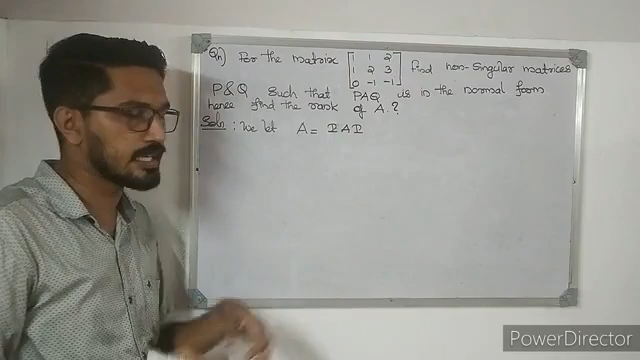 Qn) For the matrix [1 1 2
1 2 3
0 -1 -1] find non-singular matrices
P&Q such that PAQ is in the normal form
hence find the rank of A.?
Soln : We let A = I A I
PowerDirector